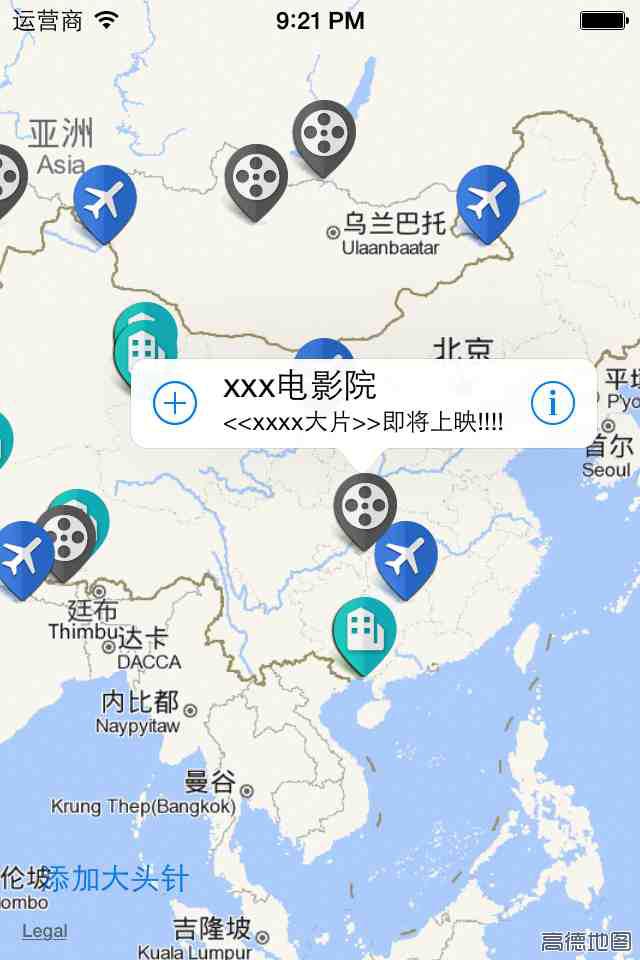 运营商
9:21 PM
亚洲
Asia
乌兰巴托
Ulaanbaatar
北京
xxx电影院
<<xxxx大片>>即将上映!!!!
首尔
Seoul
廷布
Thimbu
达卡
DACCA
内比都
Naypyitaw
曼谷
Krung Thep(Bangkok)
添加大头针
Legal
吉隆坡
Kuala Lumpur
高德地图